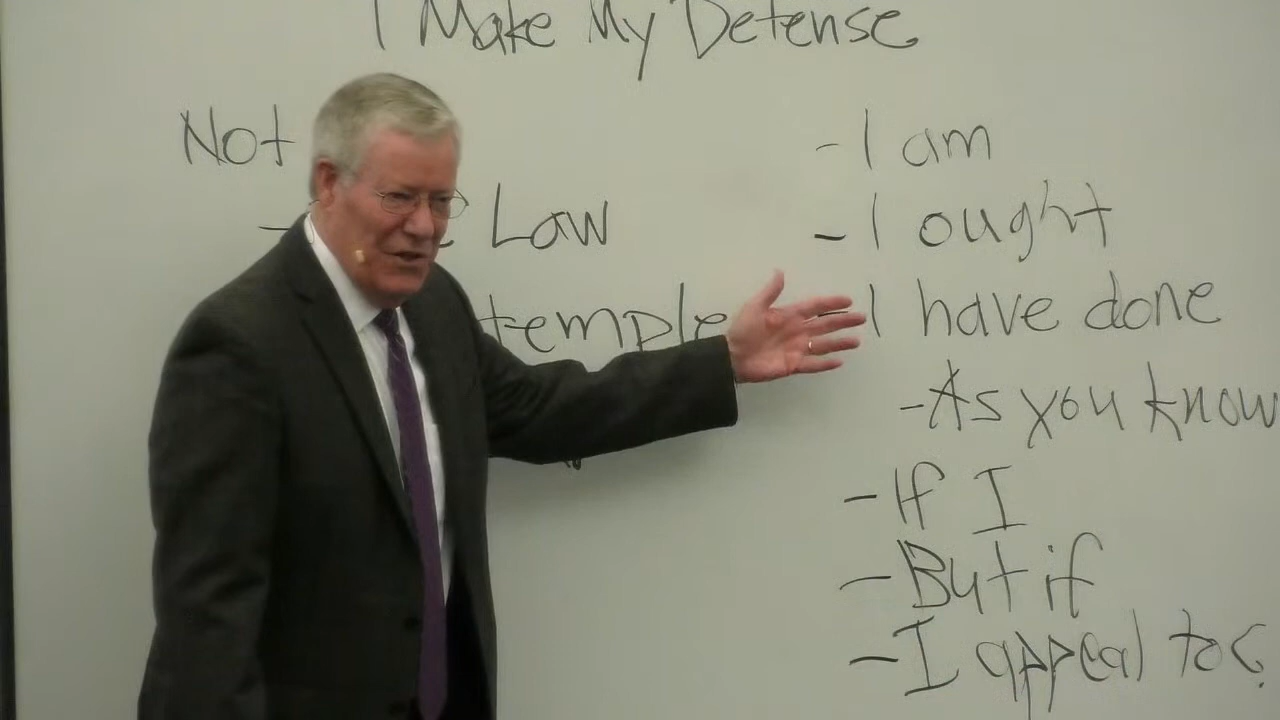 I Make My Defense
Not
- Law
temple
- I am
- I ought
- I have done
- As you know
- If I
- But if
- I appeal to